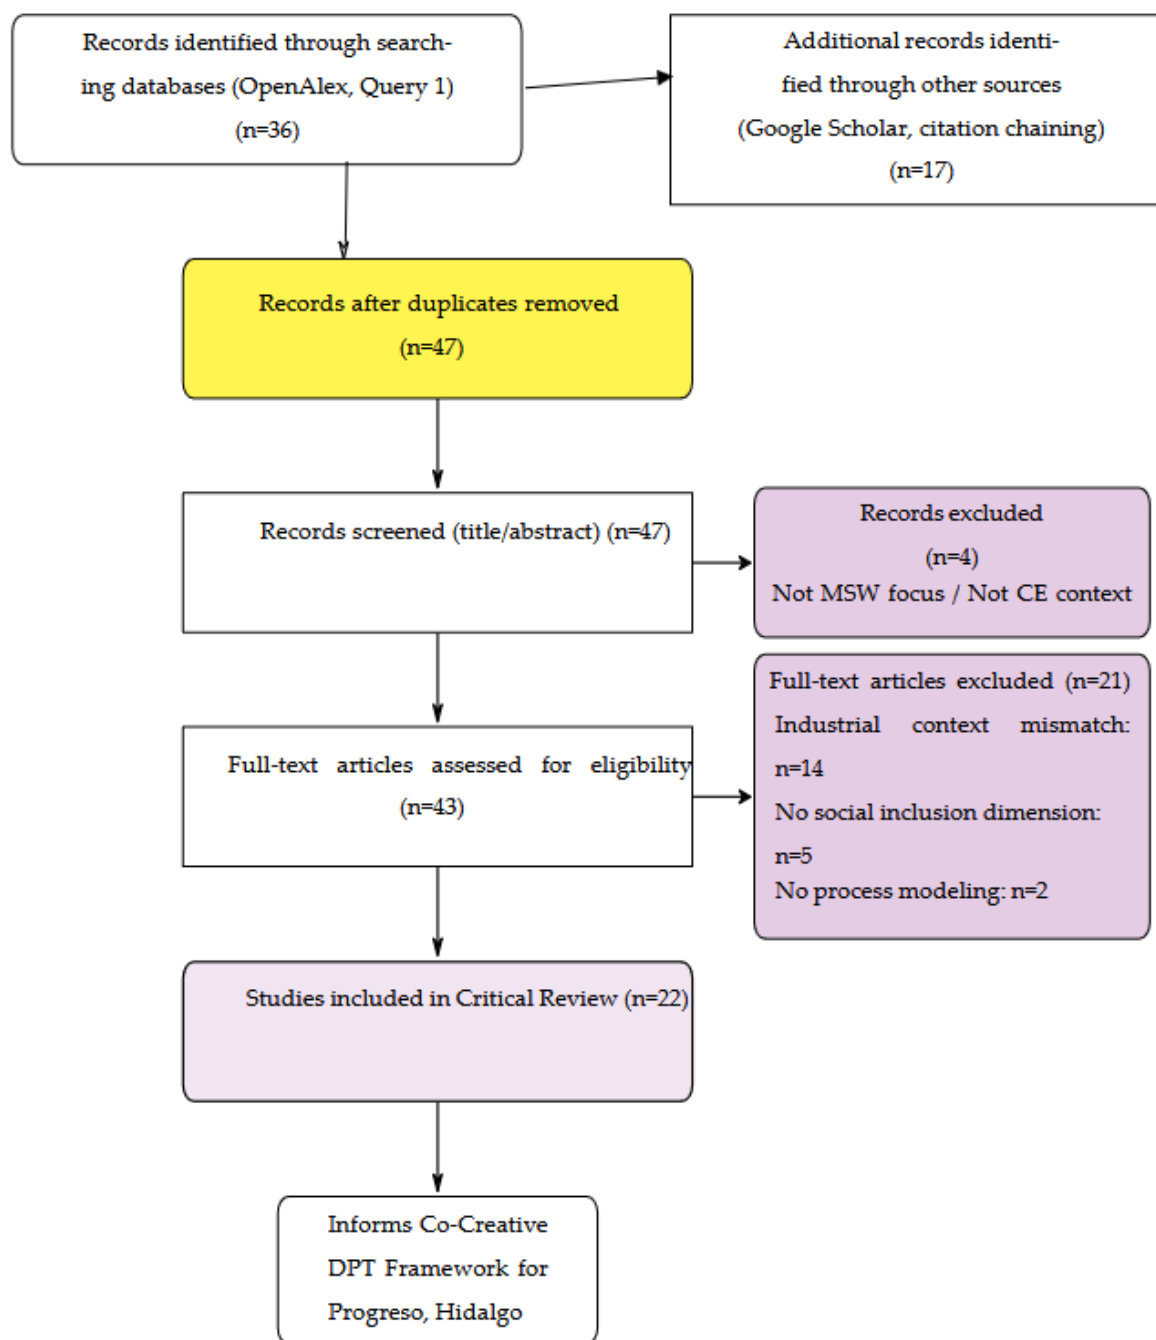 Records identified through search-
ing databases (OpenAlex, Query 1)
(n=36)
Additional records identi-
fied through other sources
(Google Scholar, citation chaining)
(n=17)
Records after duplicates removed
(n=47)
Records screened (title/abstract) (n=47)
Records excluded
(n=4)
Not MSW focus / Not CE context
Full-text articles assessed for eligibility
(n=43)
Full-text articles excluded (n=21)
Industrial context mismatch:
n=14
No social inclusion dimension:
n=5
No process modeling: n=2
Studies included in Critical Review (n=22)
Informs Co-Creative
DPT Framework for
Progreso, Hidalgo